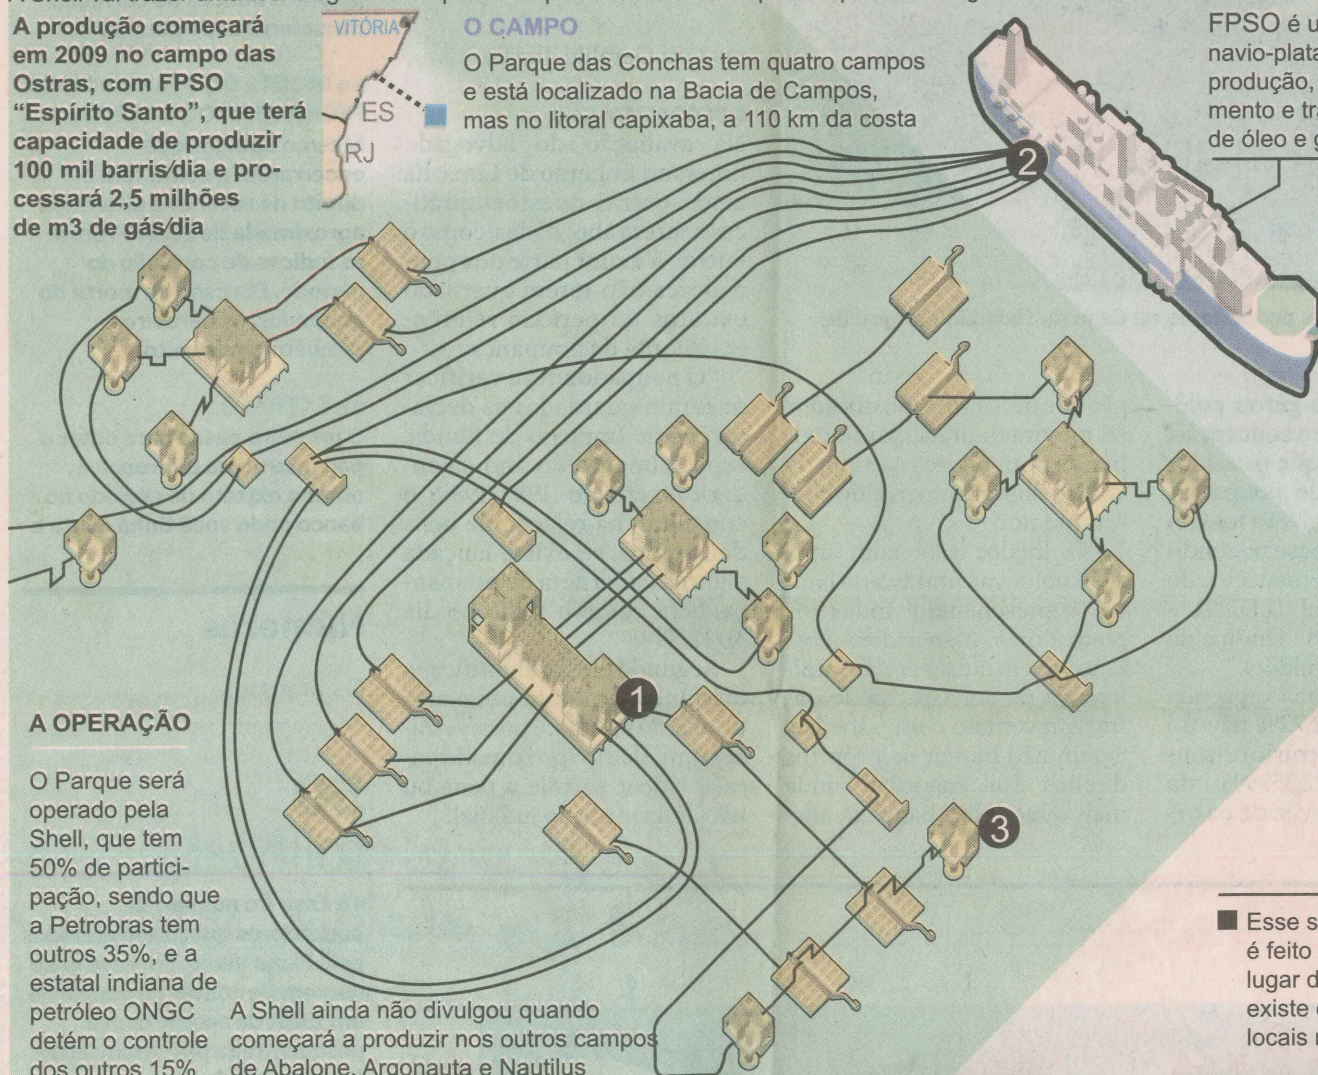 A produção começará
em 2009 no campo das
Ostras, com FPSO
“Espírito Santo”, que terá
capacidade de produzir
100 mil barris/dia e pro-
cessará 2,5 milhões
de m3 de gás/dia
VITÓRIA
ES
RJ
O CAMPO
O Parque das Conchas tem quatro campos
e está localizado na Bacia de Campos,
mas no litoral capixaba, a 110 km da costa
FPSO é u
navio-plata
produção,
mento e tra
de óleo e g
2
1
3
A OPERAÇÃO
O Parque será
operado pela
Shell, que tem
50% de partici-
pação, sendo que
a Petrobras tem
outros 35%, e a
estatal indiana de
petróleo ONGC
detém o controle
dos outros 15%
A Shell ainda não divulgou quando
começará a produzir nos outros campos
de Abalone, Argonauta e Nautilus
■ Esse s
é feito
lugar d
existe
locais